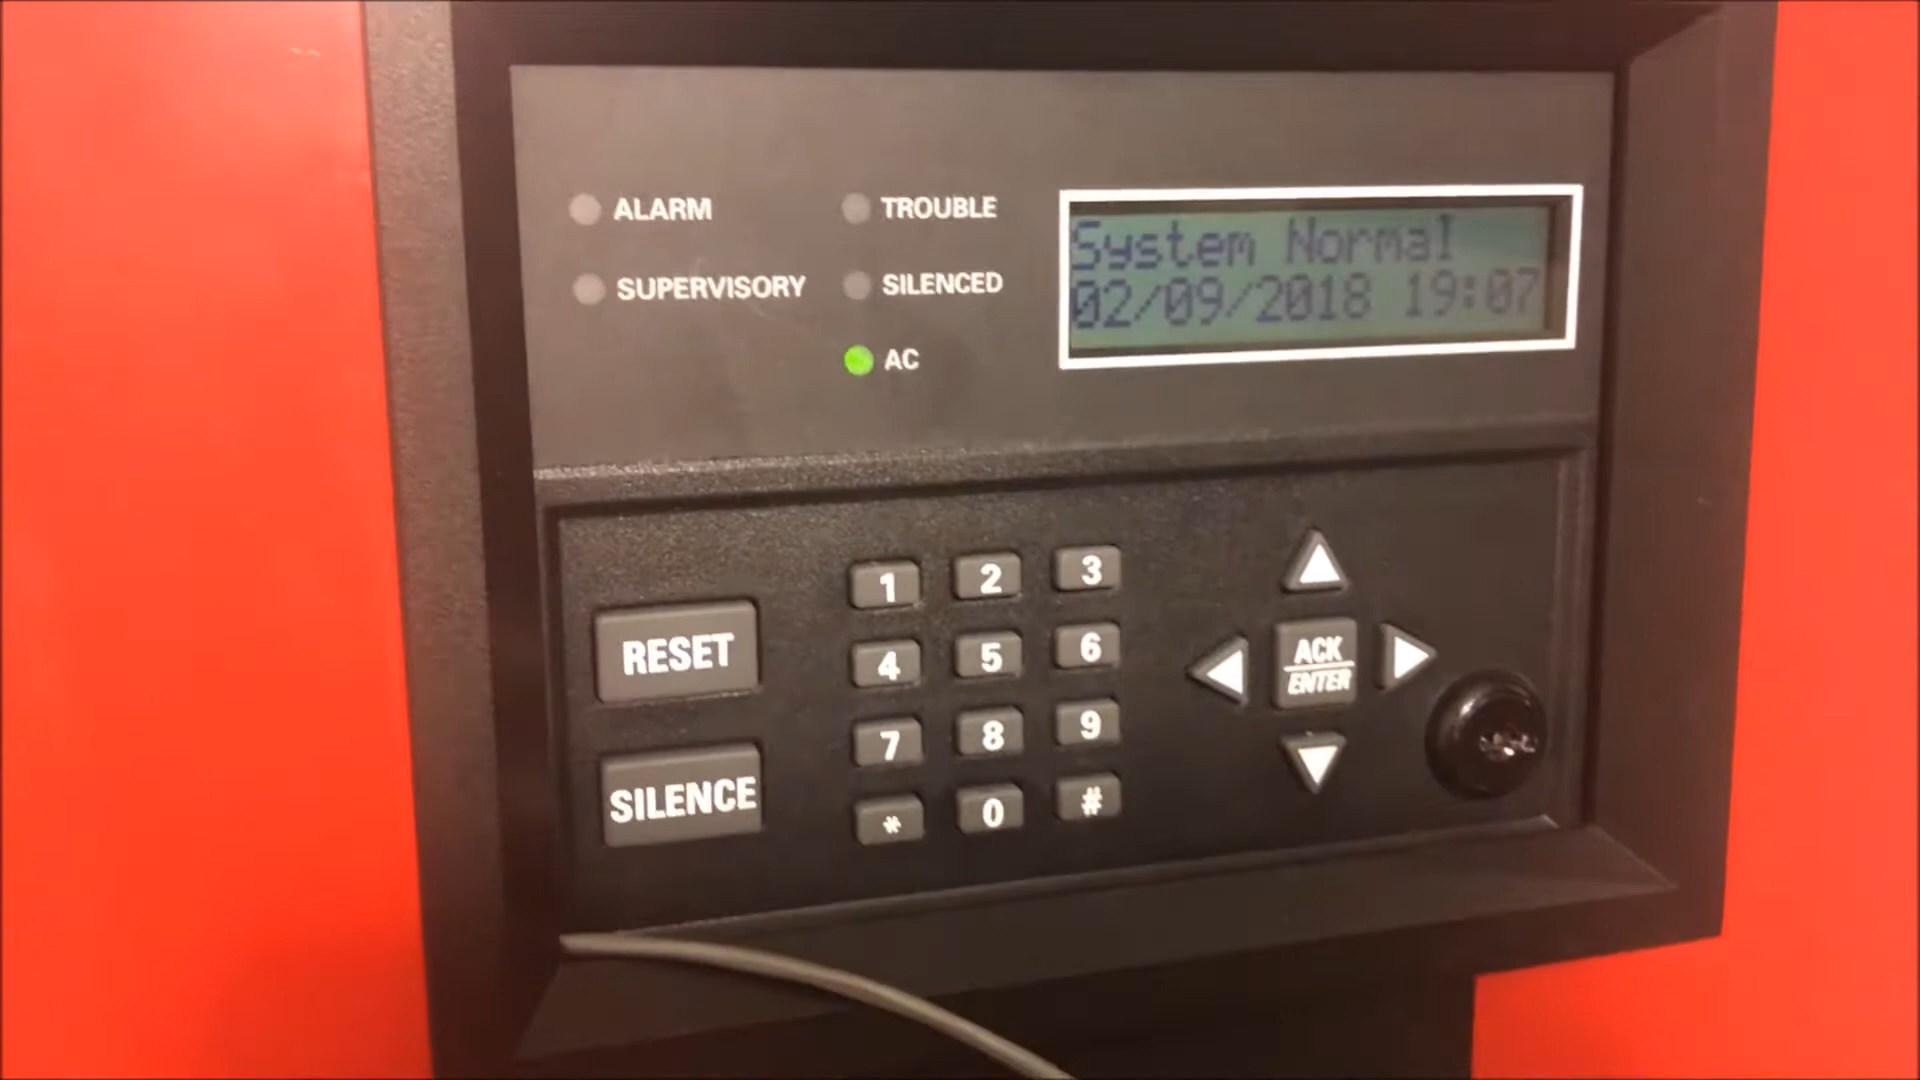 ALARM
TROUBLE
SUPERVISORY
SILENCED
AC
System Normal
02/09/2018 19:07
RESET
SILENCE
1 2 3
4 5 6
7 8 9
* 0 #
ACK
ENTER